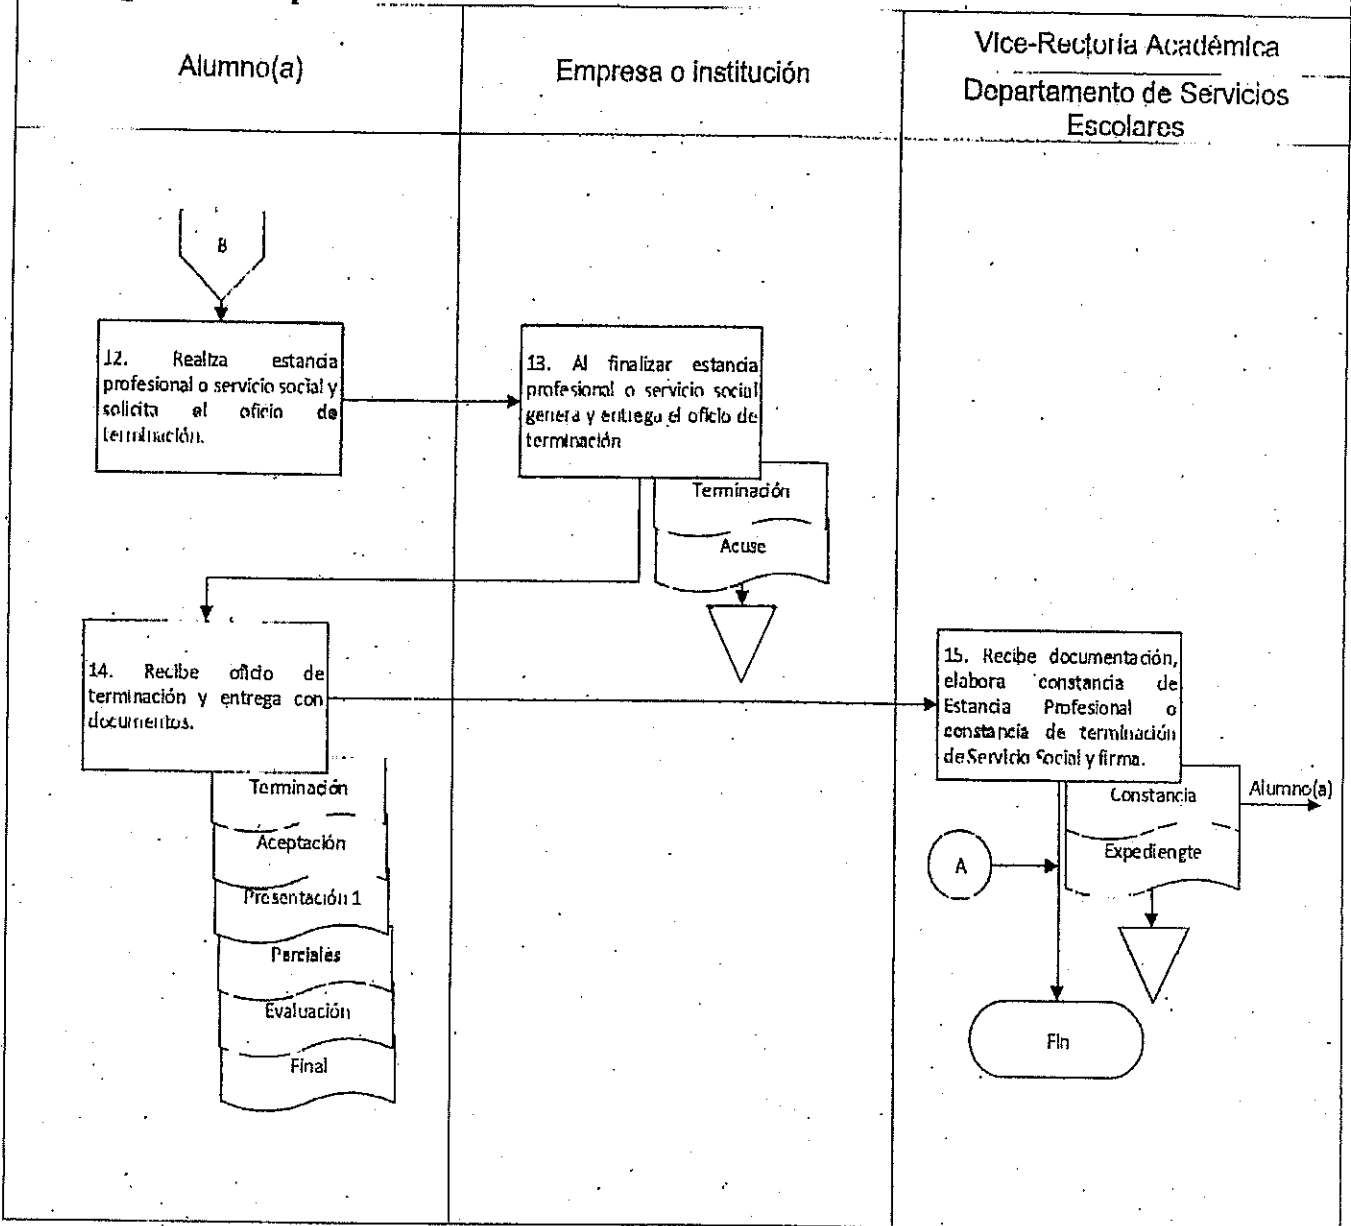 Alumno(a)
Empresa o institución
Vice-Rectoría Académica
Departamento de Servicios
Escolares
B
12. Realiza estancia
profesional o servicio social y
solicita el oficio de
terminación.
13. Al finalizar estancia
profesional o servicio social
genera y entrega el oficio de
terminación
Terminación
Acuse
14. Recibe oficio de
terminación y entrega con
documentos.
Terminación
Aceptación
Presentación 1
Parciales
Evaluación
Final
15. Recibe documentación,
elabora constancia de
Estancia Profesional o
constancia de terminación
de Servicio Social y firma.
Constancia
Alumno(a)
Expediengte
A
Fin